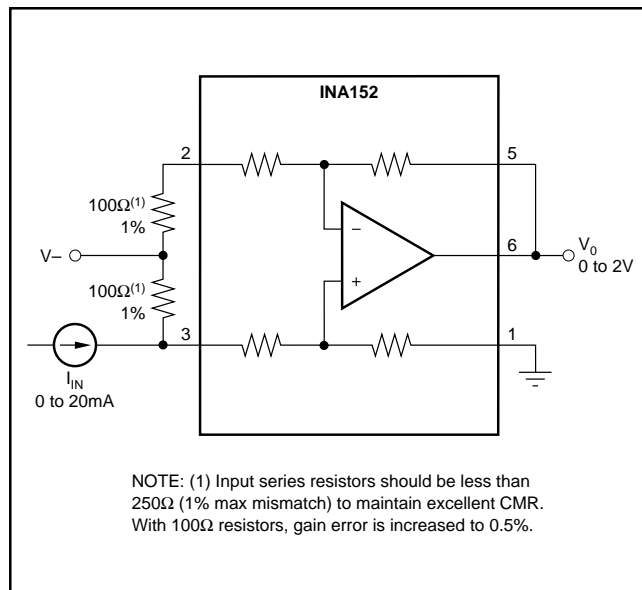 INA152
2
5
100Ω(1)
1%
V–
6
V0
0 to 2V
100Ω(1)
1%
3
1
IIN
0 to 20mA
–
+
NOTE: (1) Input series resistors should be less than
250Ω (1% max mismatch) to maintain excellent CMR.
With 100Ω resistors, gain error is increased to 0.5%.